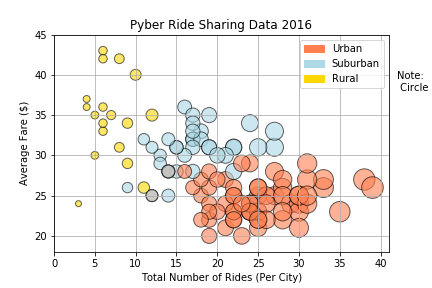 Pyber Ride Sharing Data 2016
Average Fare ($)
45
40
35
30
25
20
Urban
Suburban
Rural
Note:
Circle
0 5 10 15 20 25 30 35 40
Total Number of Rides (Per City)